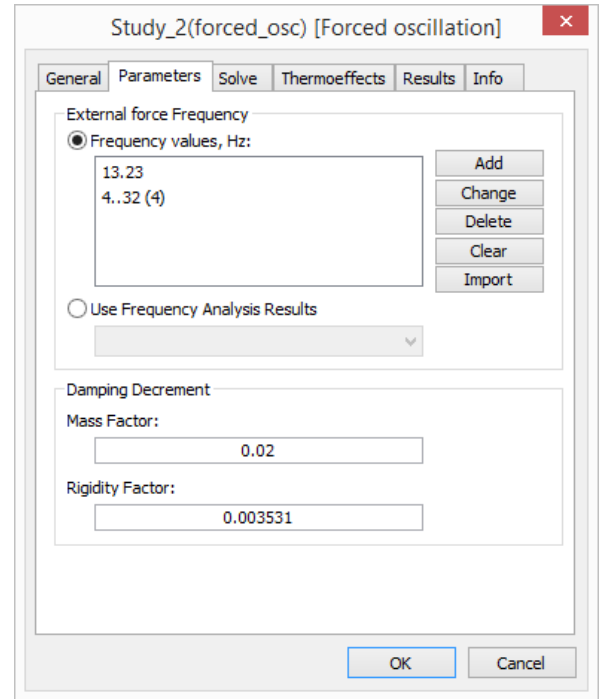 Study_2(forced_osc) [Forced oscillation]
General Parameters Solve Thermoeffects Results Info
External force Frequency
Frequency values, Hz:
13.23
4..32 (4)
Add
Change
Delete
Clear
Import
Use Frequency Analysis Results
Damping Decrement
Mass Factor:
0.02
Rigidity Factor:
0.003531
OK Cancel